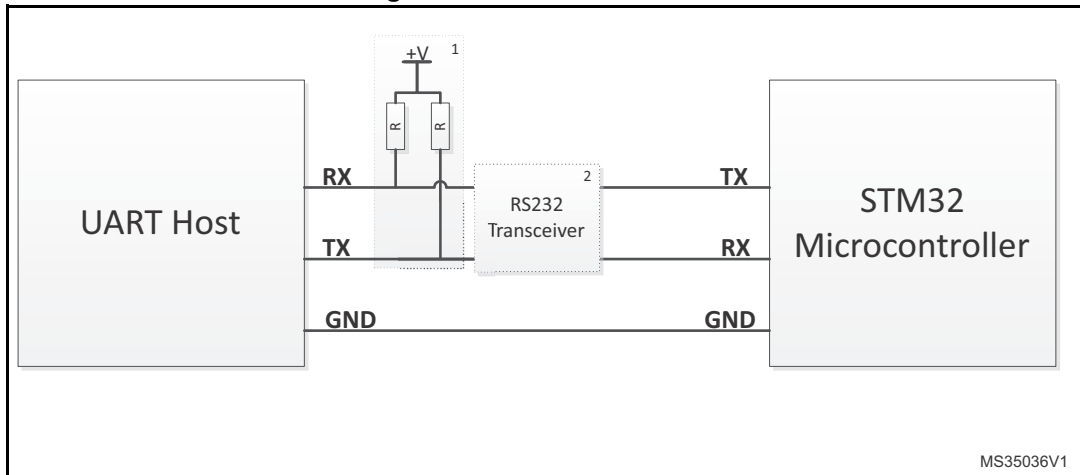 +V
1
R
R
RX
TX
GND
UART Host
2
RS232
Transceiver
TX
RX
GND
STM32
Microcontroller
MS35036V1